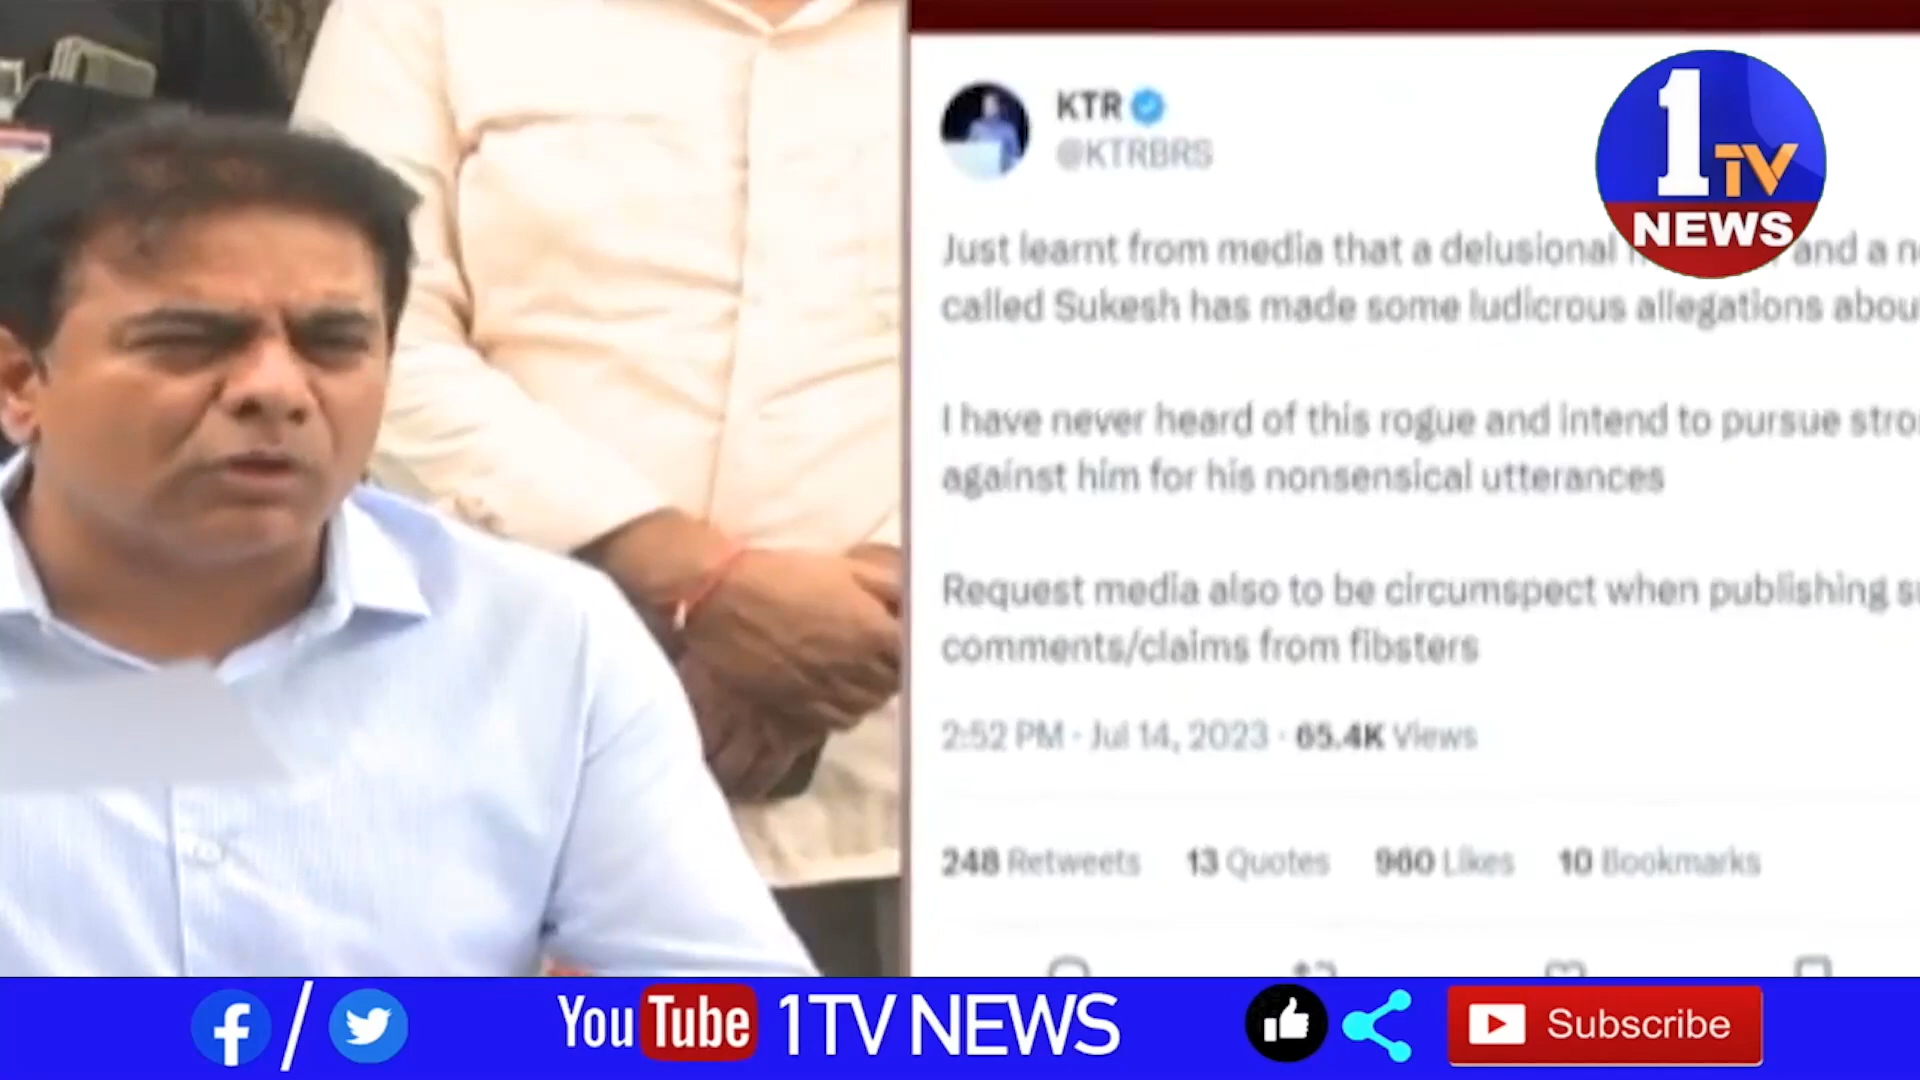 KTR
@KTRBRS
1
TV
NEWS
Just learnt from media that a delusional and a
called Sukesh has made some ludicrous allegations
I have never heard of this rogue and intend to pursue
against him for his nonsensical utterances
Request media also to be circumspect when publishing
comments/claims from fibsters
2:52 PM · Jul 14, 2023 · 65.4K Views
248 Retweets 13 Quotes 960 Likes 10 Bookmarks
YouTube 1TV NEWS Subscribe